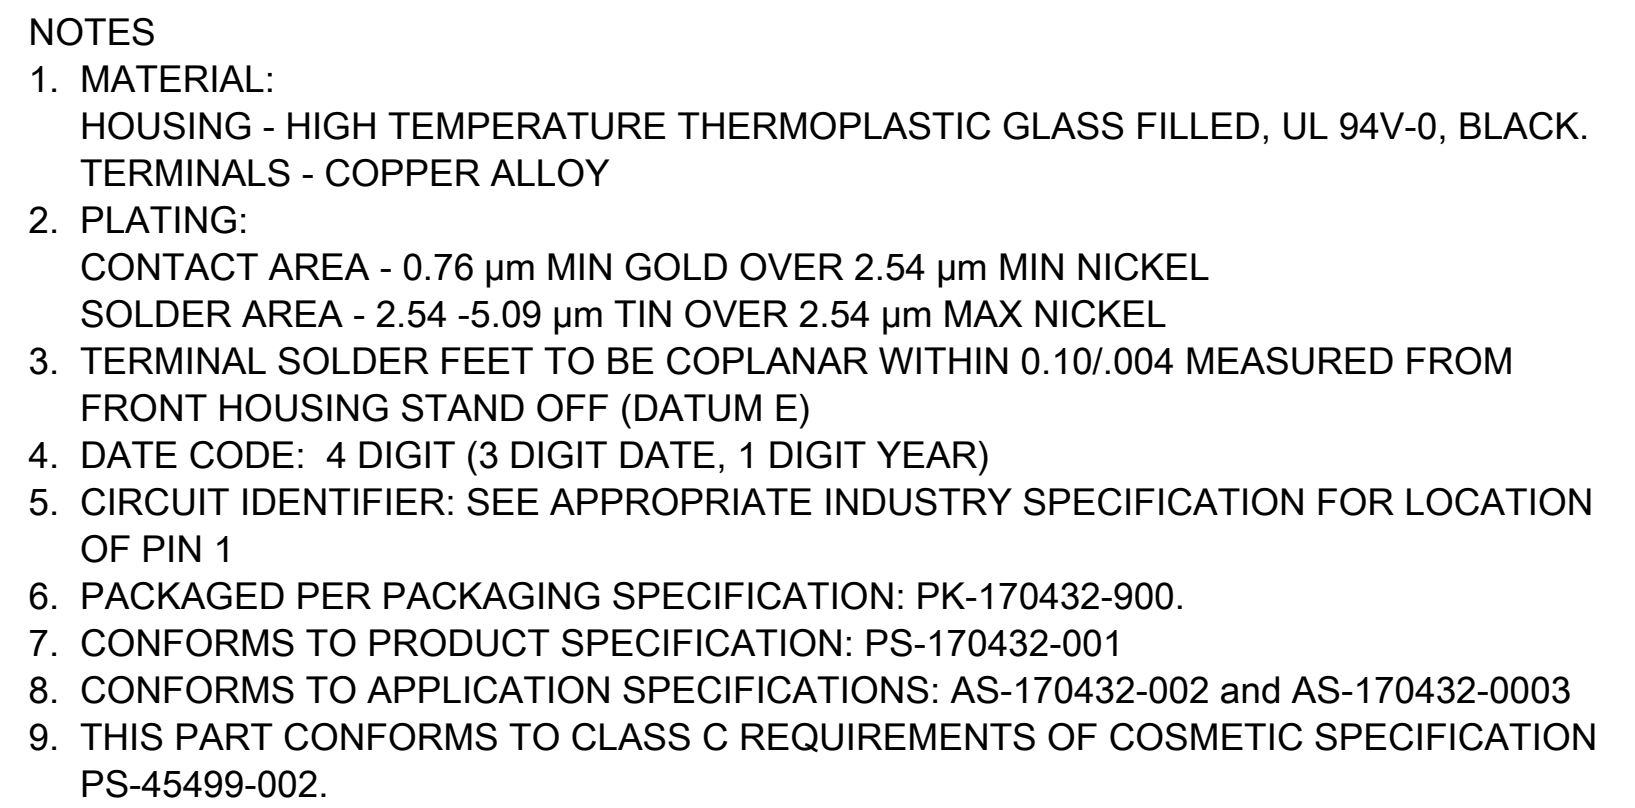 NOTES
1. MATERIAL:
HOUSING - HIGH TEMPERATURE THERMOPLASTIC GLASS FILLED, UL 94V-0, BLACK.
TERMINALS - COPPER ALLOY
2. PLATING:
CONTACT AREA - 0.76 µm MIN GOLD OVER 2.54 µm MIN NICKEL
SOLDER AREA - 2.54 -5.09 µm TIN OVER 2.54 µm MAX NICKEL
3. TERMINAL SOLDER FEET TO BE COPLANAR WITHIN 0.10/.004 MEASURED FROM
FRONT HOUSING STAND OFF (DATUM E)
4. DATE CODE:  4 DIGIT (3 DIGIT DATE, 1 DIGIT YEAR)
5. CIRCUIT IDENTIFIER: SEE APPROPRIATE INDUSTRY SPECIFICATION FOR LOCATION
OF PIN 1
6. PACKAGED PER PACKAGING SPECIFICATION: PK-170432-900.
7. CONFORMS TO PRODUCT SPECIFICATION: PS-170432-001
8. CONFORMS TO APPLICATION SPECIFICATIONS: AS-170432-002 and AS-170432-0003
9. THIS PART CONFORMS TO CLASS C REQUIREMENTS OF COSMETIC SPECIFICATION
PS-45499-002.